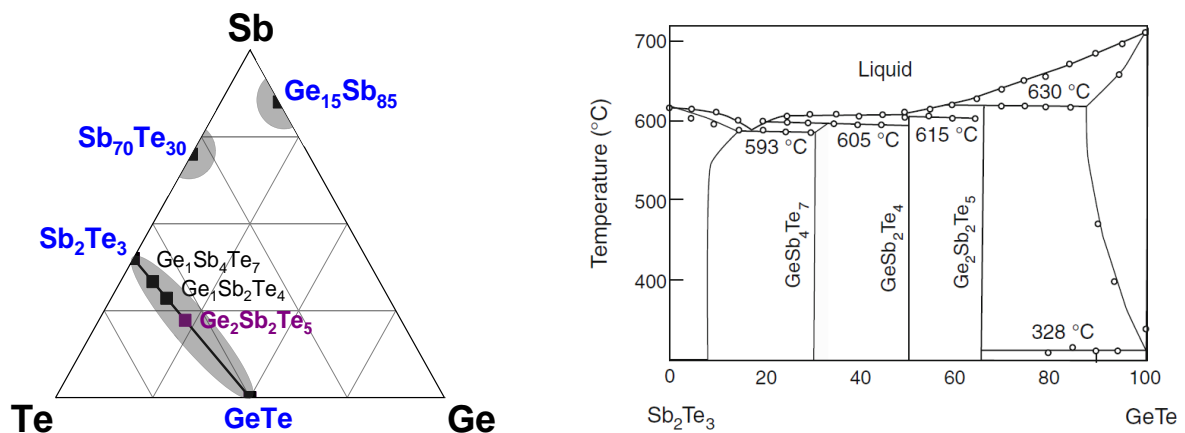 Sb
Ge₁₅Sb₈₅
Sb₇₀Te₃₀
Sb₂Te₃
Ge₁Sb₄Te₇
Ge₁Sb₂Te₄
Ge₂Sb₂Te₅
Te
GeTe
Ge
Temperature (°C)
700
600
500
400
Liquid
630 °C
593 °C
605 °C
615 °C
GeSb₄Te₇
GeSb₂Te₄
Ge₂Sb₂Te₅
328 °C
0
20
40
60
80
100
Sb₂Te₃
GeTe